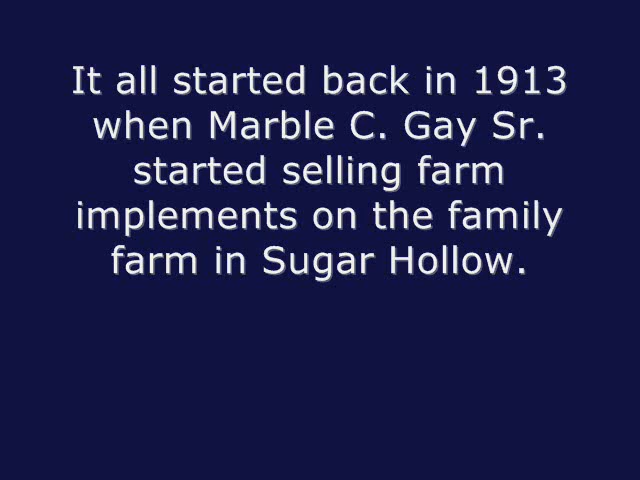 It all started back in 1913
when Marble C. Gay Sr.
started selling farm
implements on the family
farm in Sugar Hollow.